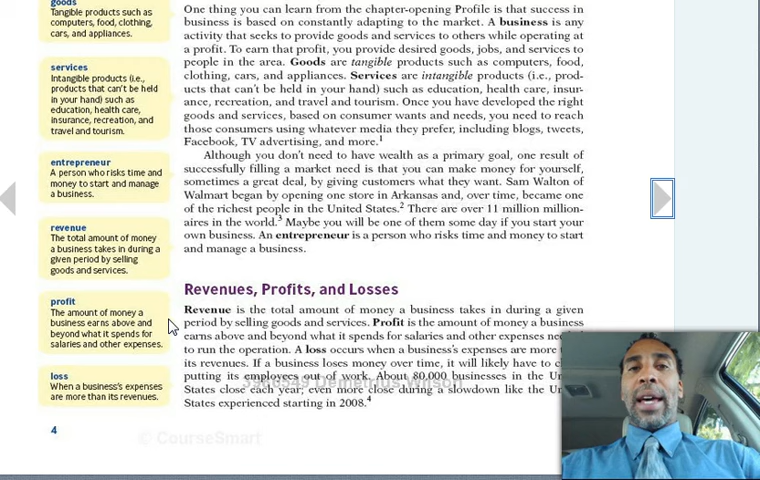 goods
Tangible products such as
computers, food, clothing,
cars, and appliances.
services
Intangible products (i.e.,
products that can't be held
in your hand) such as
education, health care,
insurance, recreation, and
travel and tourism.
entrepreneur
A person who risks time and
money to start and manage
a business.
revenue
The total amount of money
a business takes in during a
given period by selling
goods and services.
profit
The amount of money a
business earns above and
beyond what it spends for
salaries and other expenses.
loss
When a business's expenses
are more than its revenues.
4
One thing you can learn from the chapter-opening Profile is that success in
business is based on constantly adapting to the market. A business is any
activity that seeks to provide goods and services to others while operating at
a profit. To earn that profit, you provide desired goods, jobs, and services to
people in the area. Goods are tangible products such as computers, food,
clothing, cars, and appliances. Services are intangible products (i.e., prod-
ucts that can't be held in your hand) such as education, health care, insur-
ance, recreation, and travel and tourism. Once you have developed the right
goods and services, based on consumer wants and needs, you need to reach
those consumers using whatever media they prefer, including blogs, tweets,
Facebook, TV advertising, and more.1
Although you don't need to have wealth as a primary goal, one result of
successfully filling a market need is that you can make money for yourself,
sometimes a great deal, by giving customers what they want. Sam Walton of
Walmart began by opening one store in Arkansas and, over time, became one
of the richest people in the United States.2 There are over 11 million million-
aires in the world.3 Maybe you will be one of them some day if you start your
own business. An entrepreneur is a person who risks time and money to start
and manage a business.
Revenues, Profits, and Losses
Revenue is the total amount of money a business takes in during a given
period by selling goods and services. Profit is the amount of money a business
earns above and beyond what it spends for salaries and other expenses
to run the operation. A loss occurs when a business's expenses are more
its revenues. If a business loses money over time, it will likely have to
putting its employees out of work. About 80,000 businesses in the
States close each year; even more close during a slowdown like the
States experienced starting in 2008.4
Demetrius Wilson
© CourseSmart